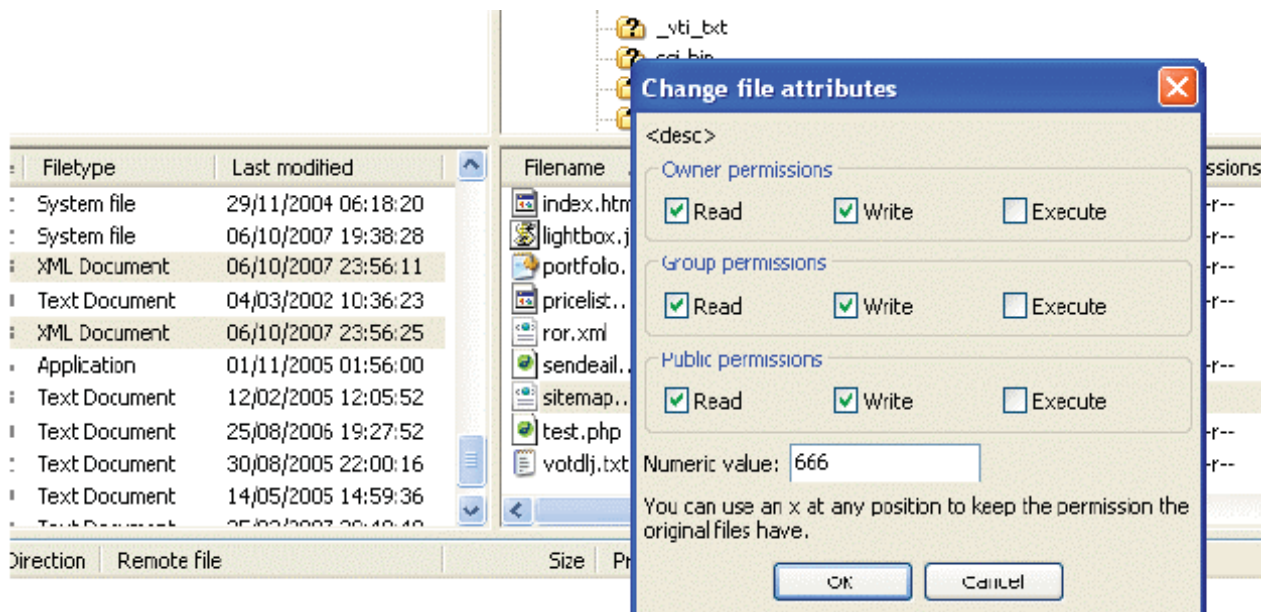 _vti_txt
Change file attributes
<desc>
Filetype Last modified
System file 29/11/2004 06:18:20
System file 06/10/2007 19:38:28
XML Document 06/10/2007 23:56:11
Text Document 04/03/2002 10:36:23
XML Document 06/10/2007 23:56:25
Application 01/11/2005 01:56:00
Text Document 12/02/2005 12:05:52
Text Document 25/08/2006 19:27:52
Text Document 30/08/2005 22:00:16
Text Document 14/05/2005 14:59:36
Filename
index.htm
lightbox.j
portfolio.
pricelist...
ror.xml
sendeail..
sitemap...
test.php
votdlj.txt
Owner permissions
Read Write Execute
Group permissions
Read Write Execute
Public permissions
Read Write Execute
Numeric value: 666
You can use an x at any position to keep the permission the
original files have.
OK Cancel
ssions
-r--
-r--
-r--
-r--
-r--
-r--
-r--
-r--
Direction Remote file Size Pr